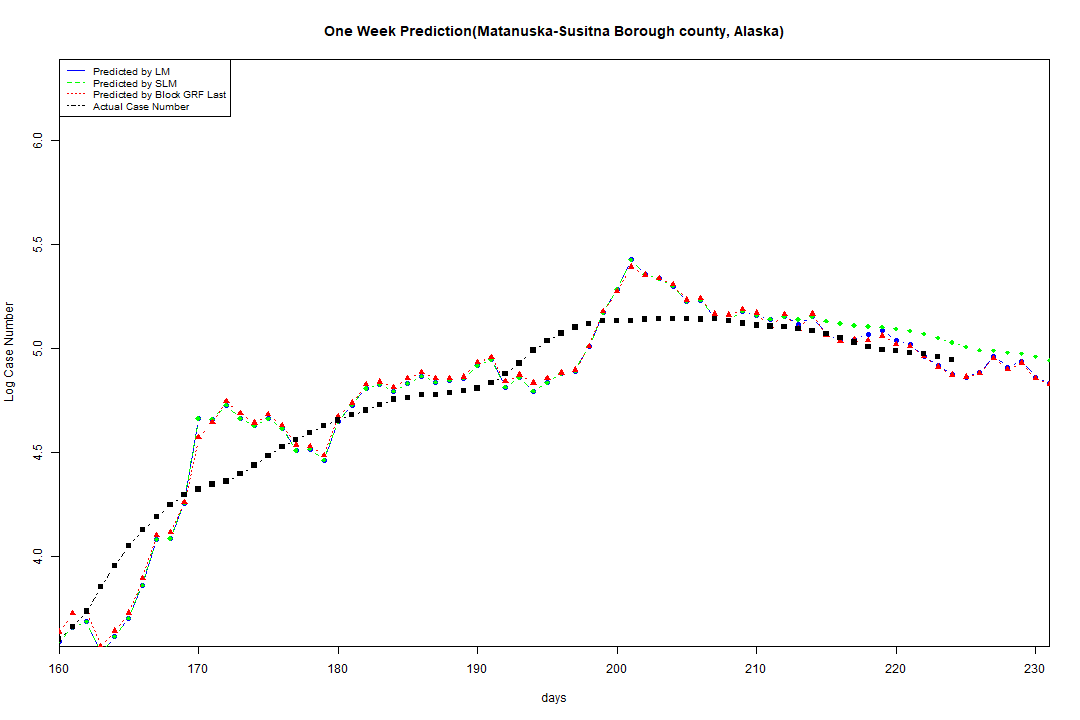 One Week Prediction(Matanuska-Susitna Borough county, Alaska)
Predicted by LM
Predicted by SLM
Predicted by Block GRF Last
Actual Case Number
6.0
5.5
5.0
4.5
4.0
Log Case Number
160 170 180 190 200 210 220 230
days